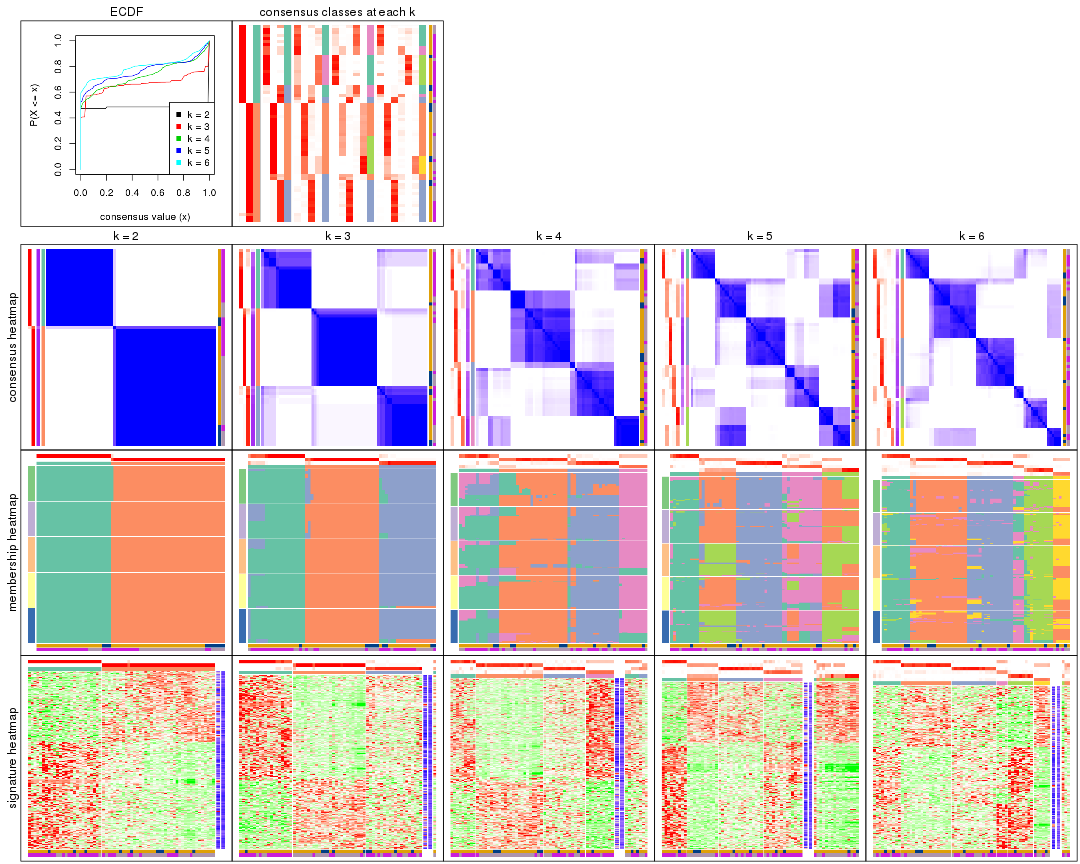 ECDF
consensus classes at each k
P(X <= x)
0.0 0.2 0.4 0.6 0.8 1.0
k = 2
k = 3
k = 4
k = 5
k = 6
0.0 0.2 0.4 0.6 0.8 1.0
consensus value (x)
k = 2
k = 3
k = 4
k = 5
k = 6
consensus heatmap
membership heatmap
signature heatmap